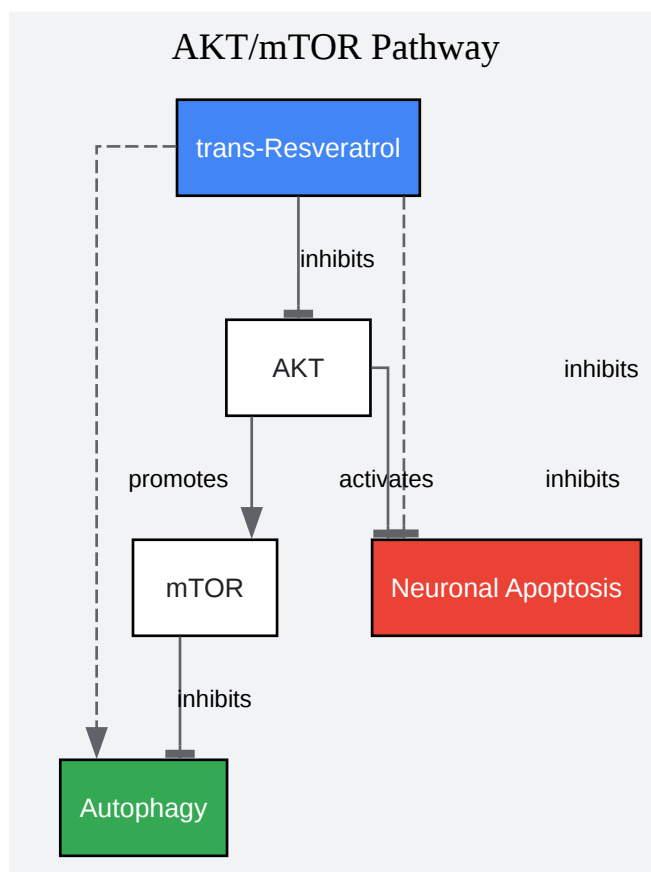 AKT/mTOR Pathway
trans-Resveratrol
inhibits
AKT
inhibits
promotes
activates
inhibits
mTOR
Neuronal Apoptosis
inhibits
Autophagy